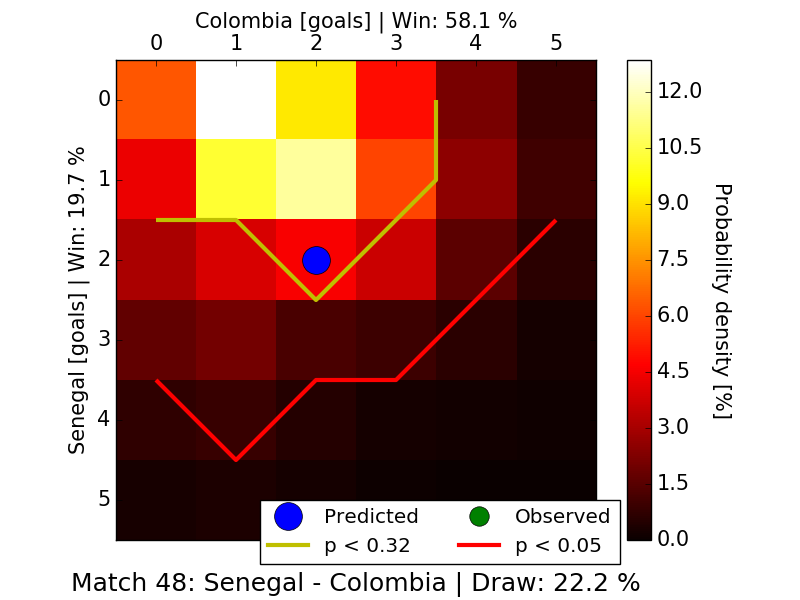 Colombia [goals] | Win: 58.1 %
0 1 2 3 4 5
Senegal [goals] | Win: 19.7 %
0
1
2
3
4
5
12.0
10.5
9.0
7.5
6.0
4.5
3.0
1.5
0.0
Probability density [%]
Predicted
Observed
p < 0.32
p < 0.05
Match 48: Senegal - Colombia | Draw: 22.2 %